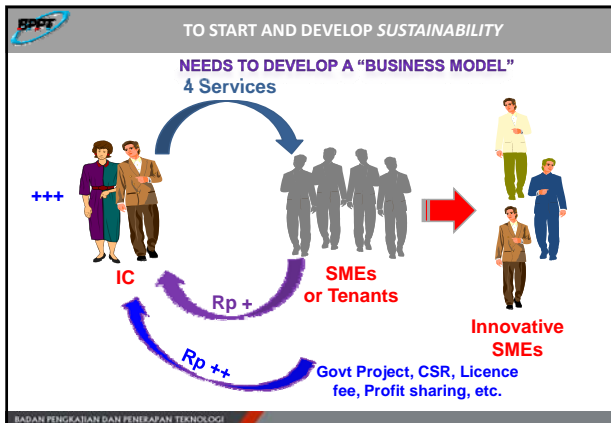 BPPT
TO START AND DEVELOP SUSTAINABILITY
NEEDS TO DEVELOP A “BUSINESS MODEL”
4 Services
+++
IC
SMEs
or Tenants
Rp +
Innovative
SMEs
Rp ++
Govt Project, CSR, Licence
fee, Profit sharing, etc.
BADAN PENGKAJIAN DAN PENERAPAN TEKNOLOGI